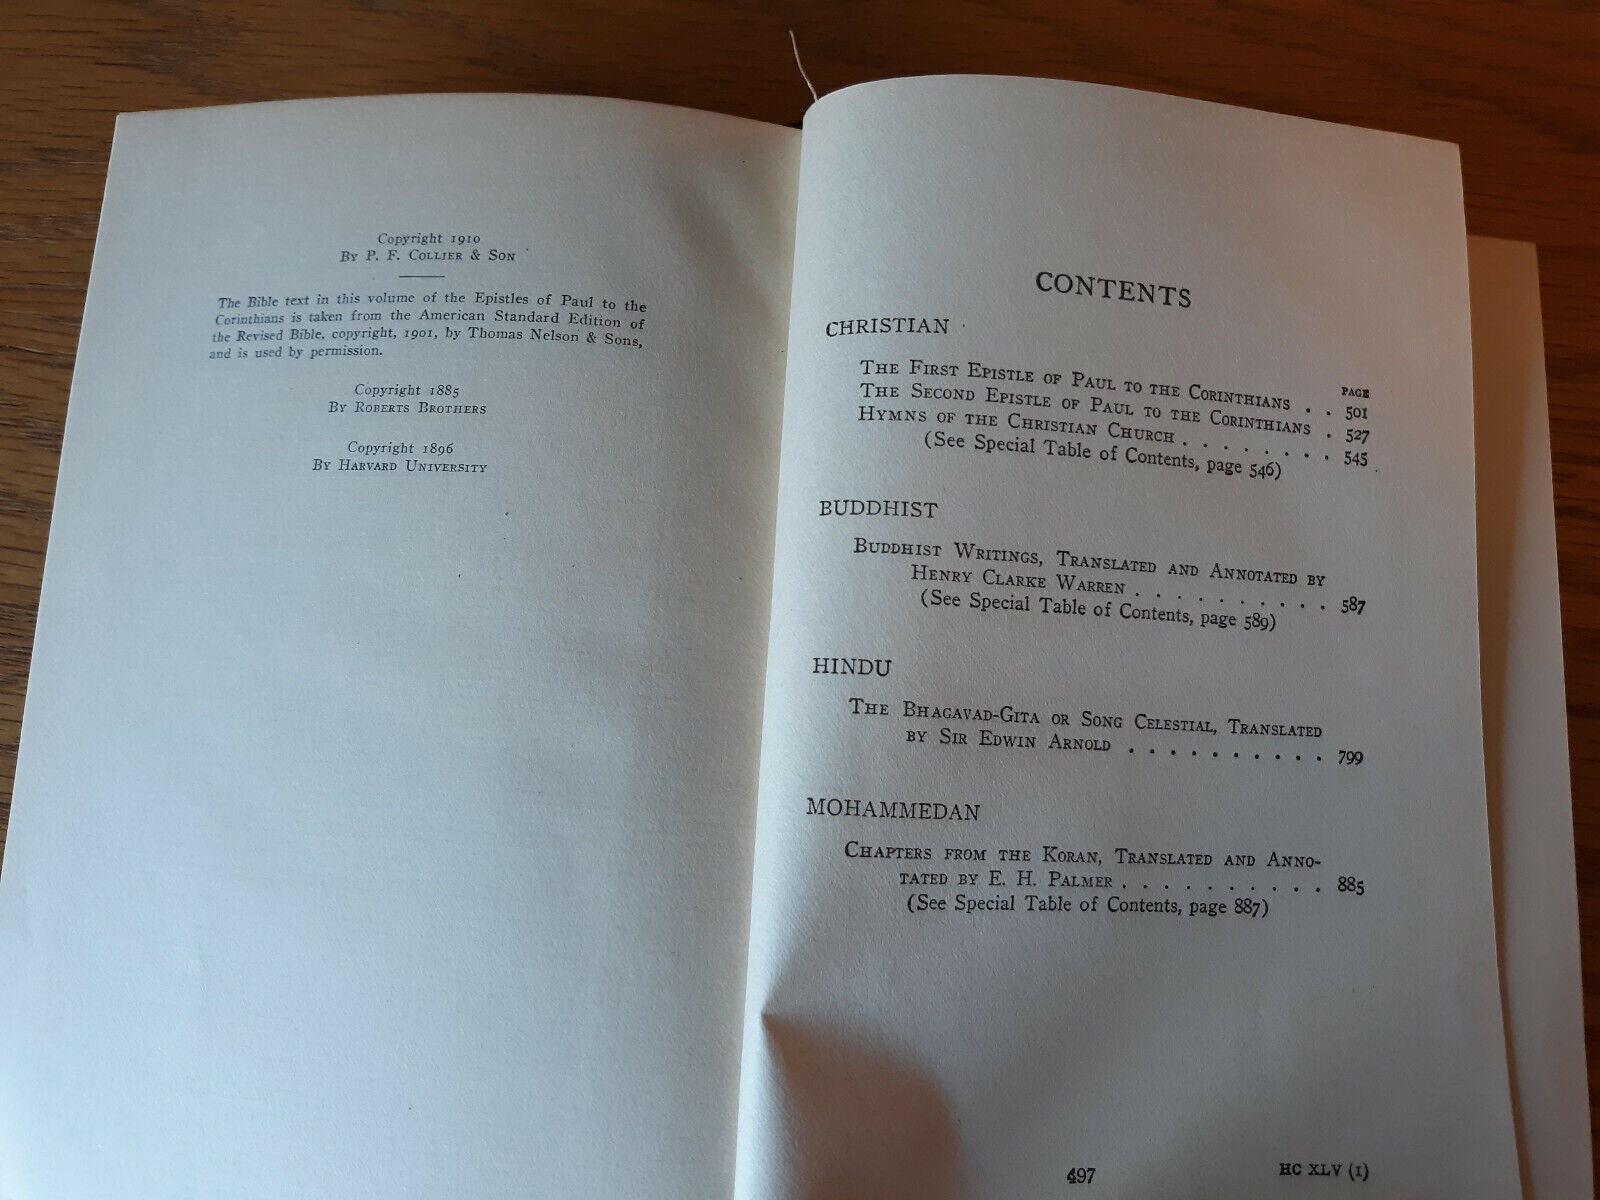 Copyright 1910
By P. F. Collier & Son
The Bible text in this volume of the Epistles of Paul to the
Corinthians is taken from the American Standard Edition of
the Revised Bible, copyright, 1901, by Thomas Nelson & Sons,
and is used by permission.
Copyright 1885
By Roberts Brothers
Copyright 1896
By Harvard University
CONTENTS
CHRISTIAN
PAGE
The First Epistle of Paul to the Corinthians . . 501
The Second Epistle of Paul to the Corinthians . 527
Hymns of the Christian Church . . . . . . . 545
(See Special Table of Contents, page 546)
BUDDHIST
Buddhist Writings, Translated and Annotated by
Henry Clarke Warren . . . . . . . . . . 587
(See Special Table of Contents, page 589)
HINDU
The Bhagavad-Gita or Song Celestial, Translated
by Sir Edwin Arnold . . . . . . . . . . 799
MOHAMMEDAN
Chapters from the Koran, Translated and Anno-
tated by E. H. Palmer . . . . . . . . . . 885
(See Special Table of Contents, page 887)
497
HC XLV (1)